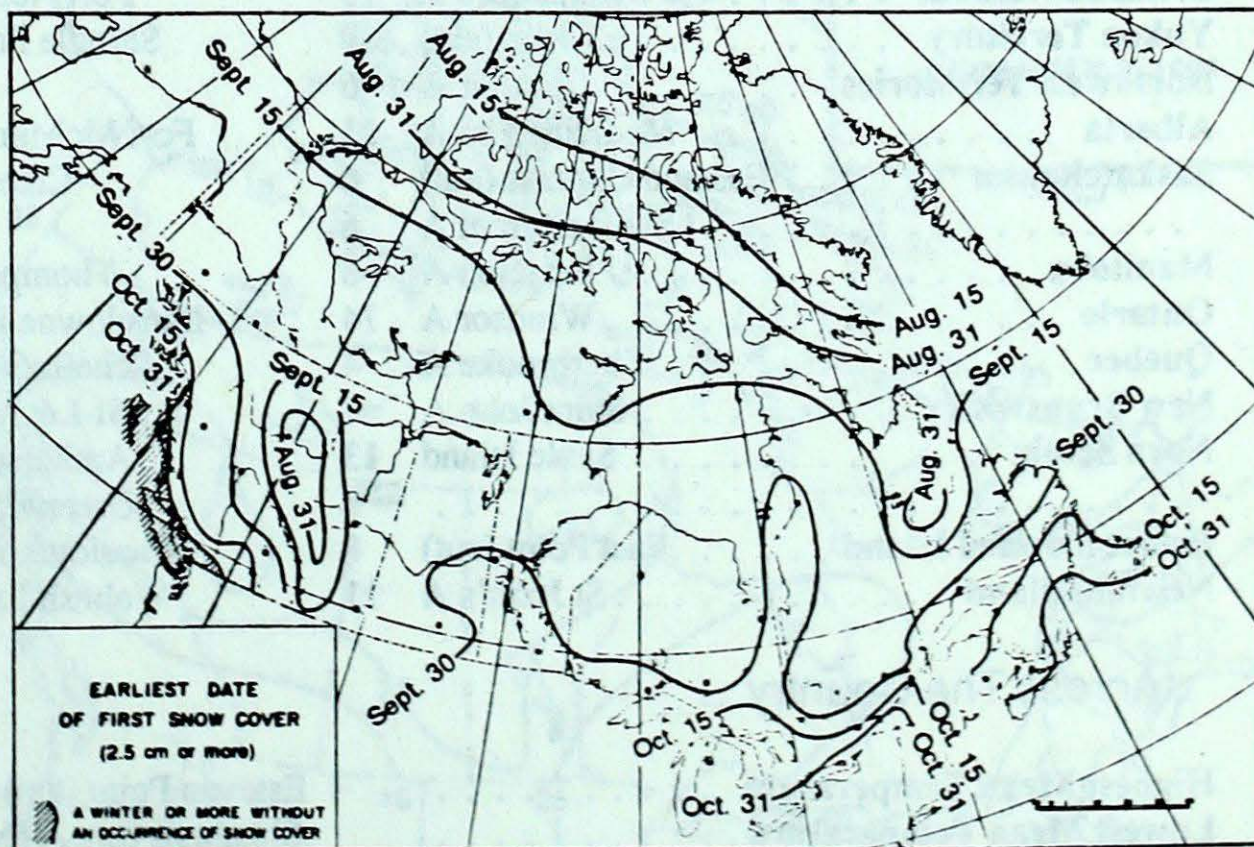 Yukon Territory
Alberta
Manitoba
Ontario
Windsor A
Quebec
Sept. 15
Aug. 31
Aug. 15
Sept. 30
Oct. 15
Oct. 31
Sept. 15
Aug. 31
Aug. 15
Aug. 31
Sept. 15
Sept. 30
Aug. 31
Oct. 15
Oct. 31
Sept. 30
Oct. 15
Oct. 31
Oct. 15
Oct. 31
EARLIEST DATE
OF FIRST SNOW COVER
(2.5 cm or more)
A WINTER OR MORE WITHOUT
AN OCCURRENCE OF SNOW COVER